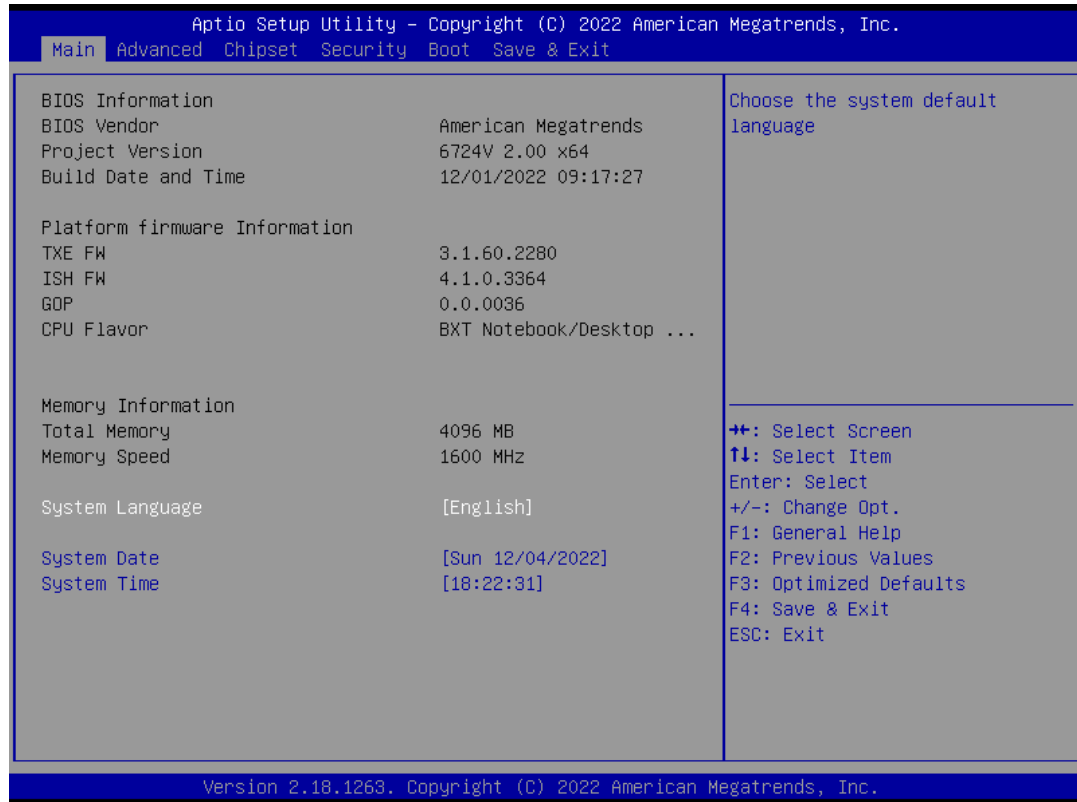 Aptio Setup Utility – Copyright (C) 2022 American Megatrends, Inc.
Main Advanced Chipset Security Boot Save & Exit
BIOS Information
BIOS Vendor American Megatrends
Project Version 6724V 2.00 x64
Build Date and Time 12/01/2022 09:17:27
Platform firmware Information
TXE FW 3.1.60.2280
ISH FW 4.1.0.3364
GOP 0.0.0036
CPU Flavor BXT Notebook/Desktop ...
Memory Information
Total Memory 4096 MB
Memory Speed 1600 MHz
System Language [English]
System Date [Sun 12/04/2022]
System Time [18:22:31]
Choose the system default
language
→←: Select Screen
↑↓: Select Item
Enter: Select
+/-: Change Opt.
F1: General Help
F2: Previous Values
F3: Optimized Defaults
F4: Save & Exit
ESC: Exit
Version 2.18.1263. Copyright (C) 2022 American Megatrends, Inc.